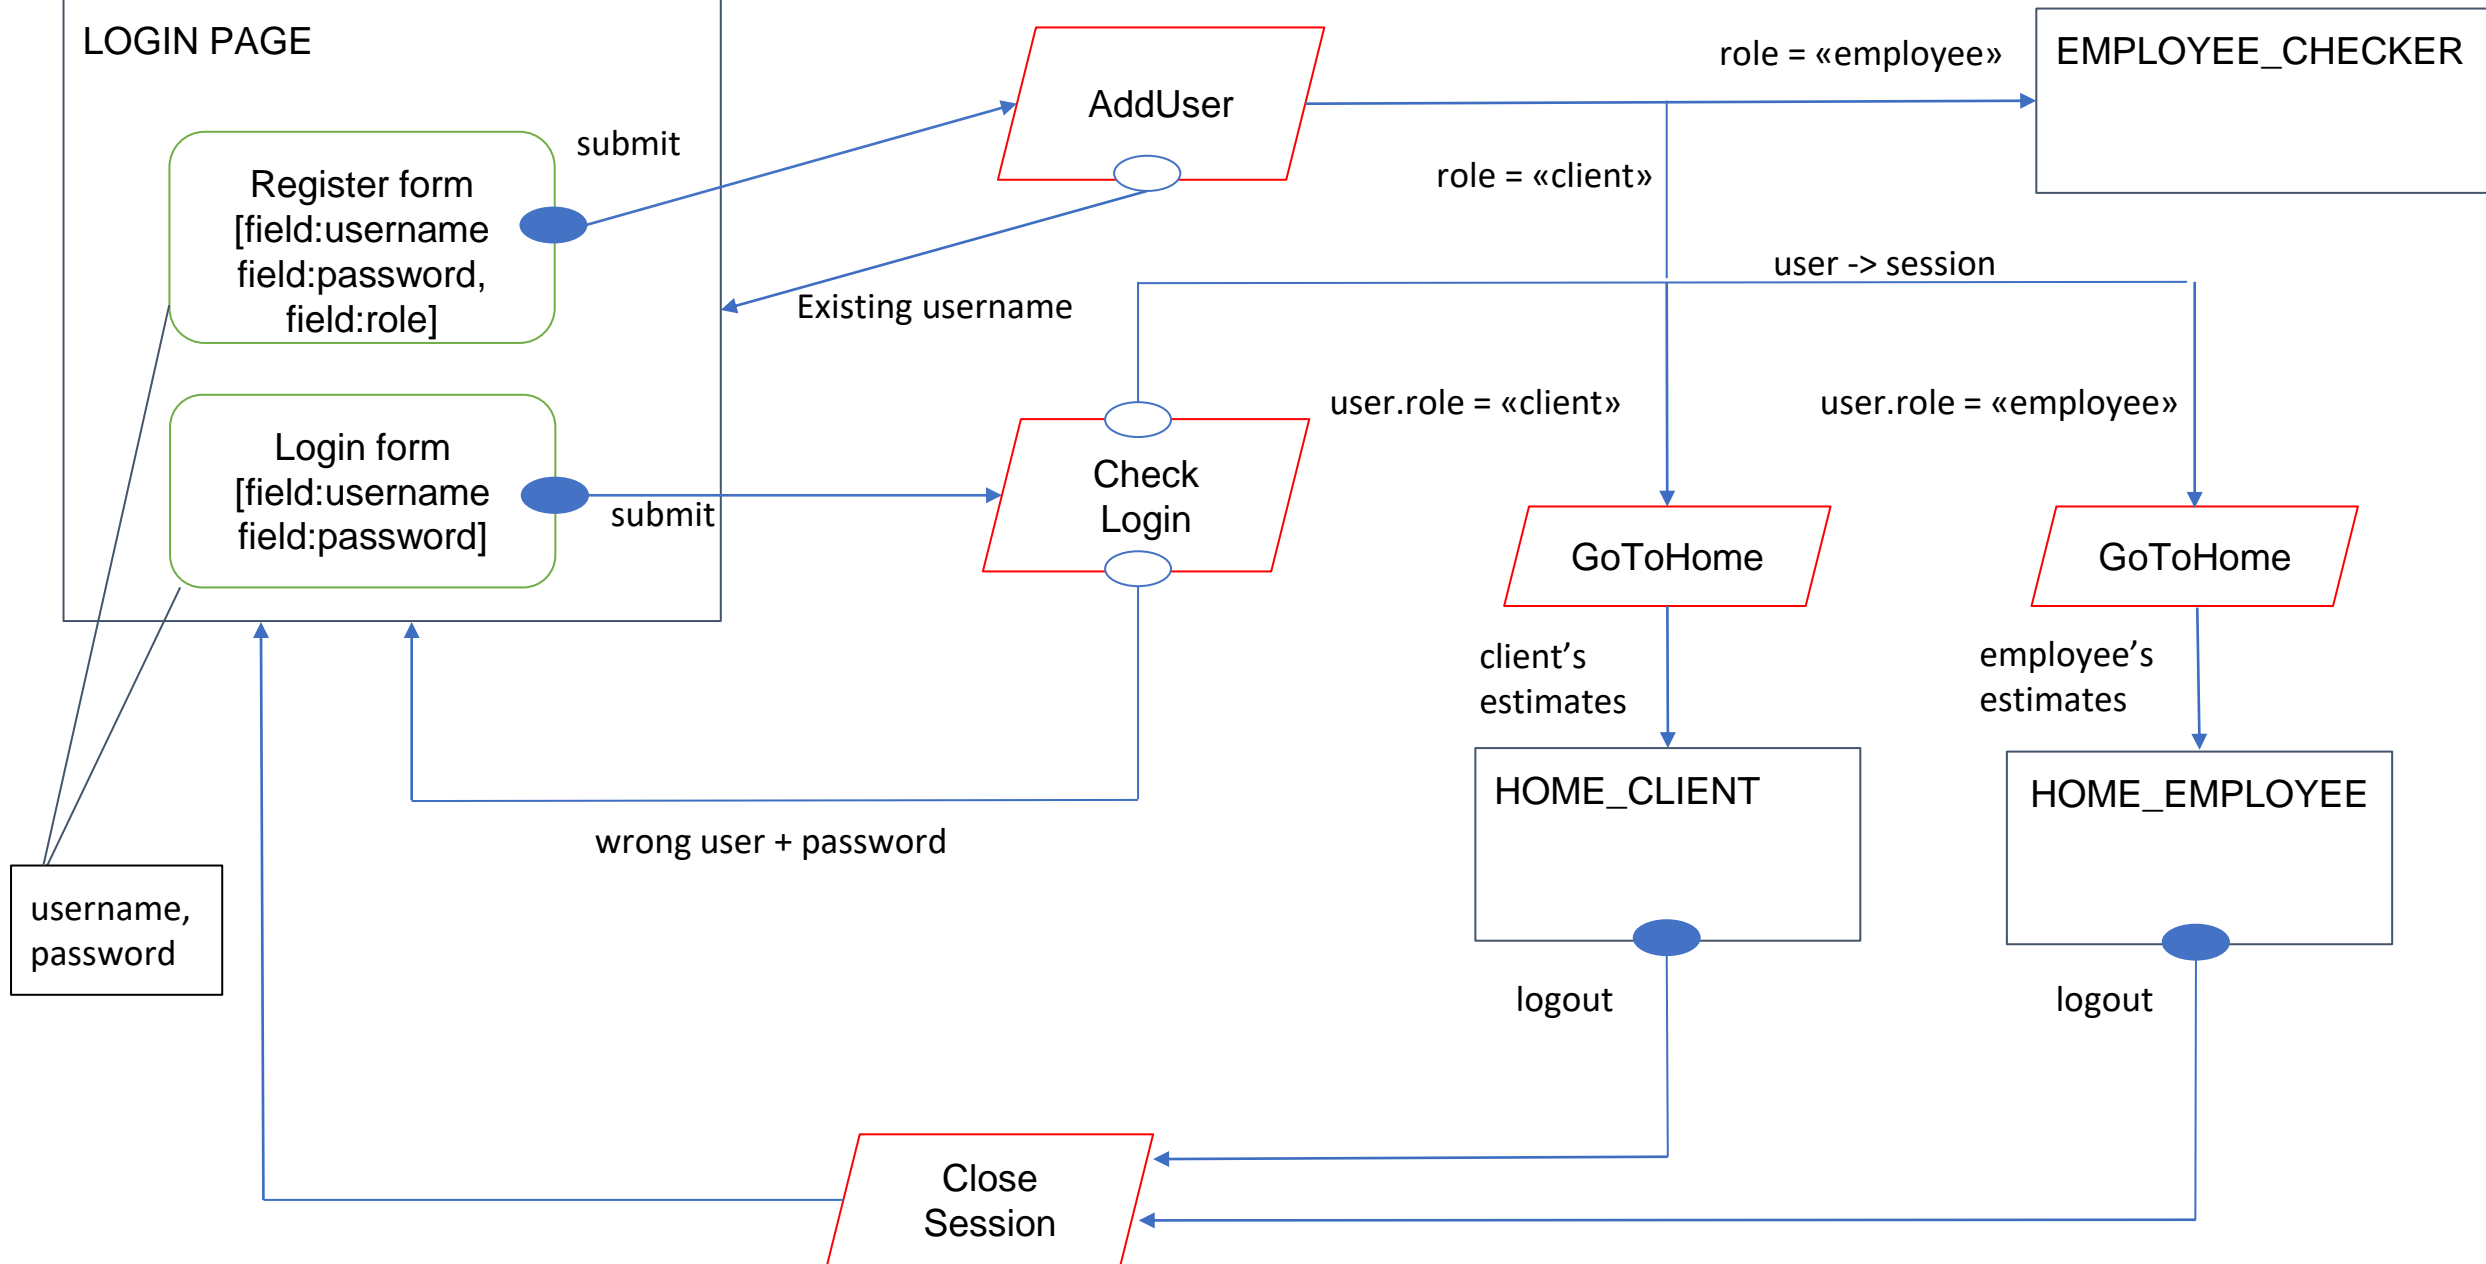 LOGIN PAGE
Register form
[field:username
field:password,
field:role]
submit
Login form
[field:username
field:password]
submit
username,
password
AddUser
Existing username
role = «employee»
EMPLOYEE_CHECKER
role = «client»
user -> session
Check
Login
user.role = «client»
user.role = «employee»
GoToHome
GoToHome
client’s
estimates
employee’s
estimates
HOME_CLIENT
HOME_EMPLOYEE
wrong user + password
logout
logout
Close
Session